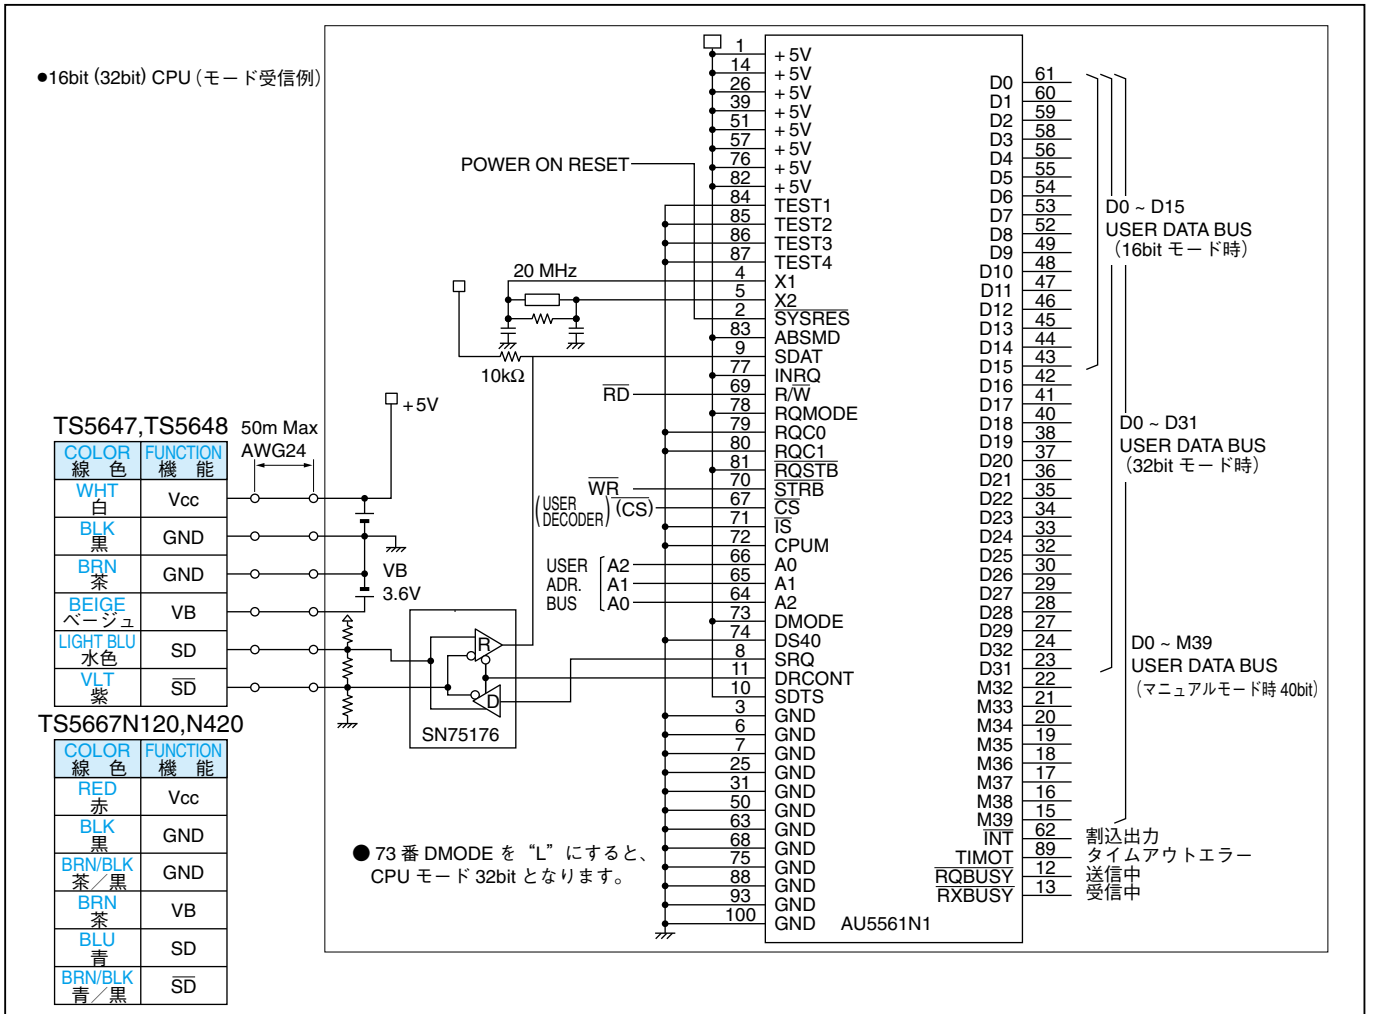 ●16bit (32bit) CPU (モード受信例)
POWER ON RESET
20 MHz
10kΩ
RD
+5V
WR
(USER DECODER) (CS)
USER ADR. BUS
A2
A1
A0
VB
3.6V
50m Max
AWG24
SN75176
R
D
TS5647,TS5648
COLOR 線 色 FUNCTION 機 能
WHT 白 Vcc
BLK 黒 GND
BRN 茶 GND
BEIGE ベージュ VB
LIGHT BLU 水色 SD
VLT 紫 SD
TS5667N120,N420
COLOR 線 色 FUNCTION 機 能
RED 赤 Vcc
BLK 黒 GND
BRN/BLK 茶/黒 GND
BRN 茶 VB
BLU 青 SD
BRN/BLK 青/黒 SD
● 73 番 DMODE を “L” にすると、
CPU モード 32bit となります。
1 +5V
14 +5V
26 +5V
39 +5V
51 +5V
57 +5V
76 +5V
82 +5V
84 TEST1
85 TEST2
86 TEST3
87 TEST4
4 X1
5 X2
2 SYSRES
83 ABSMD
9 SDAT
77 INRQ
69 R/W
78 RQMODE
79 RQC0
80 RQC1
81 RQSTB
70 STRB
67 CS
71 IS
72 CPUM
66 A0
65 A1
64 A2
73 DMODE
74 DS40
8 SRQ
11 DRCONT
10 SDTS
3 GND
6 GND
7 GND
25 GND
31 GND
50 GND
63 GND
68 GND
75 GND
88 GND
93 GND
100 GND
AU5561N1
D0 61
D1 60
D2 59
D3 58
D4 56
D5 55
D6 54
D7 53
D8 52
D9 49
D10 48
D11 47
D12 46
D13 45
D14 44
D15 43
D16 42
D17 41
D18 40
D19 38
D20 37
D21 36
D22 35
D23 34
D24 33
D25 32
D26 30
D27 29
D28 28
D29 27
D32 24
D31 23
M32 22
M33 21
M34 20
M35 19
M36 18
M37 17
M38 16
M39 15
INT 62 割込出力
TIMOT 89 タイムアウトエラー
RQBUSY 12 送信中
RXBUSY 13 受信中
D0 ~ D15
USER DATA BUS
(16bit モード時)
D0 ~ D31
USER DATA BUS
(32bit モード時)
D0 ~ M39
USER DATA BUS
(マニュアルモード時 40bit)